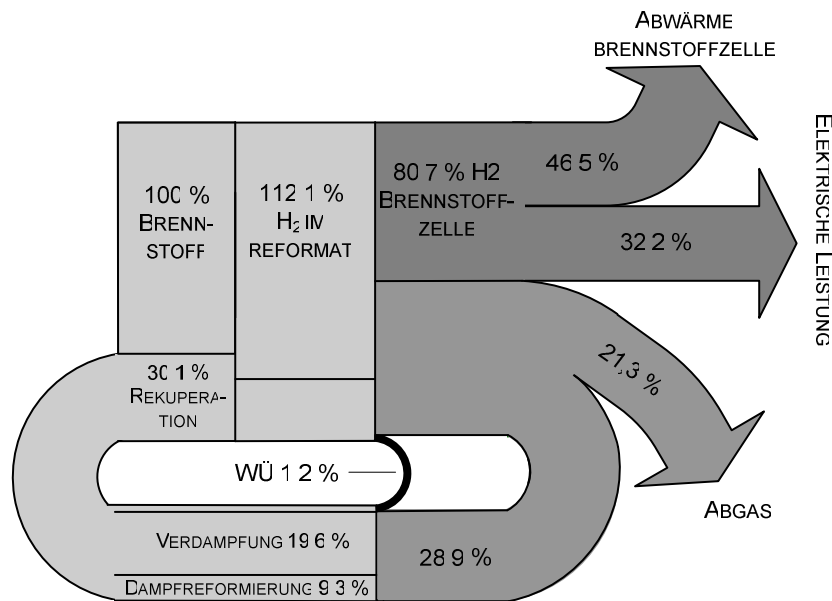 ABWÄRME
BRENNSTOFFZELLE
ELEKTRISCHE LEISTUNG
100 %
BRENN-
STOFF
112 1 %
H2 IM
REFORMAT
80 7 % H2
BRENNSTOFF-
ZELLE
46 5 %
32 2 %
21,3 %
30 1 %
REKUPERA-
TION
WÜ 1 2 %
ABGAS
VERDAMPFUNG 19 6 %
28 9 %
DAMPFREFORMIERUNG 9 3 %